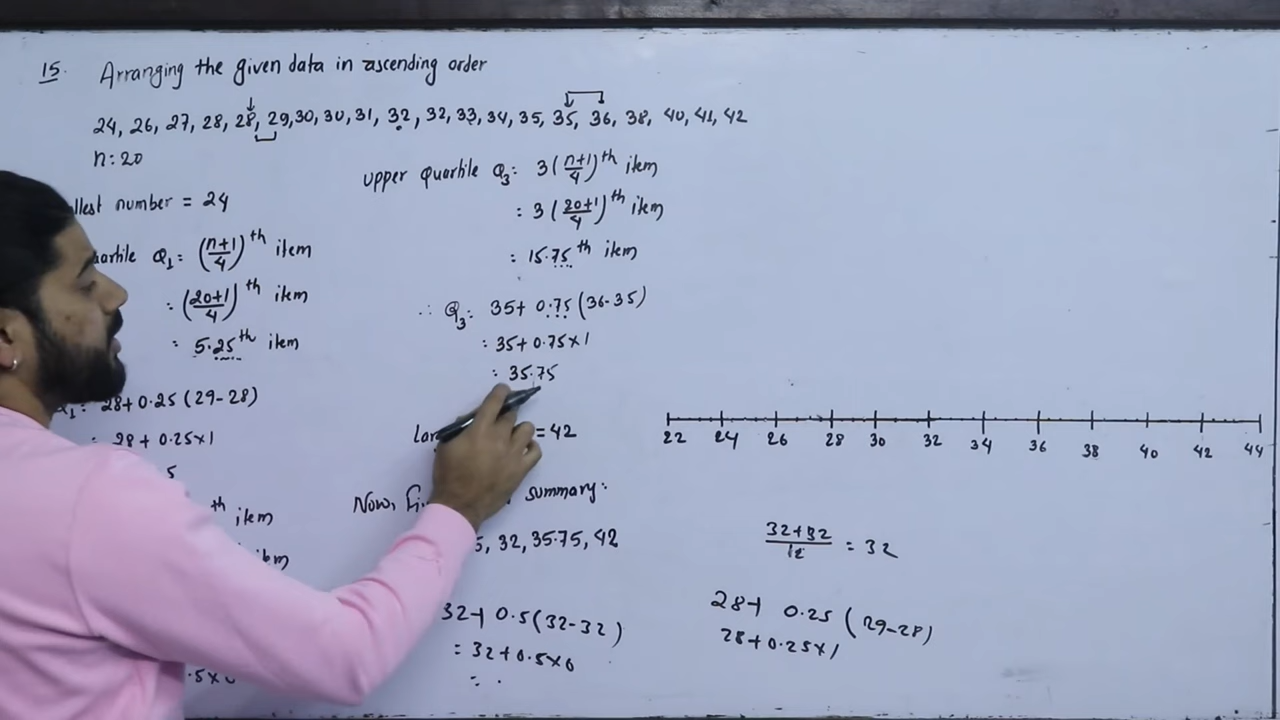 15. Arranging the given data in ascending order
24, 26, 27, 28, 28, 29, 30, 30, 31, 32, 32, 33, 34, 35, 35, 36, 38, 40, 41, 42
n: 20
number = 24
Q₁: (n+1/4)th item
: (20+1/4)th item
: 5.25th item
: 28+0.25(29-28)
: 28+0.25×1
5
th item
upper quartile Q₃: 3(n+1/4)th item
: 3(20+1/4)th item
: 15.75th item
∴ Q₃: 35+0.75(36-35)
: 35+0.75×1
: 35.75
= 42
Now, summary:
5, 32, 35.75, 42
32+0.5(32-32)
= 32+0.5×0
22 24 26 28 30 32 34 36 38 40 42 44
32+32/2 = 32
28+ 0.25(29-28)
28+0.25×1